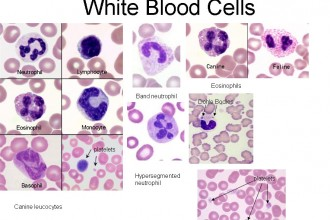 White Blood Cells
Neutrophil
Lymphocyte
Band neutrophil
Canine
Feline
Eosinophils
Eosinophil
Monocyte
Dohle Bodies
platelets
Hypersegmented
neutrophil
Basophil
platelets
Canine leucocytes